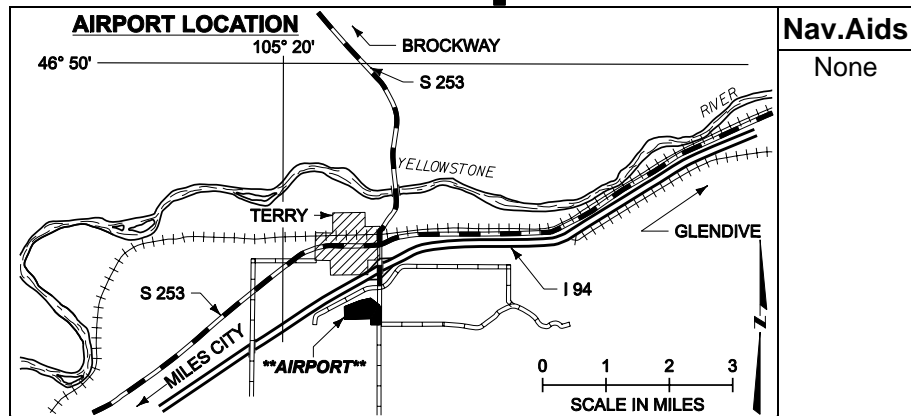 AIRPORT LOCATION
105° 20'
46° 50'
BROCKWAY
S 253
RIVER
YELLOWSTONE
TERRY
GLENDIVE
S 253
I 94
MILES CITY
**AIRPORT**
N
0 1 2 3
SCALE IN MILES
Nav.Aids
None